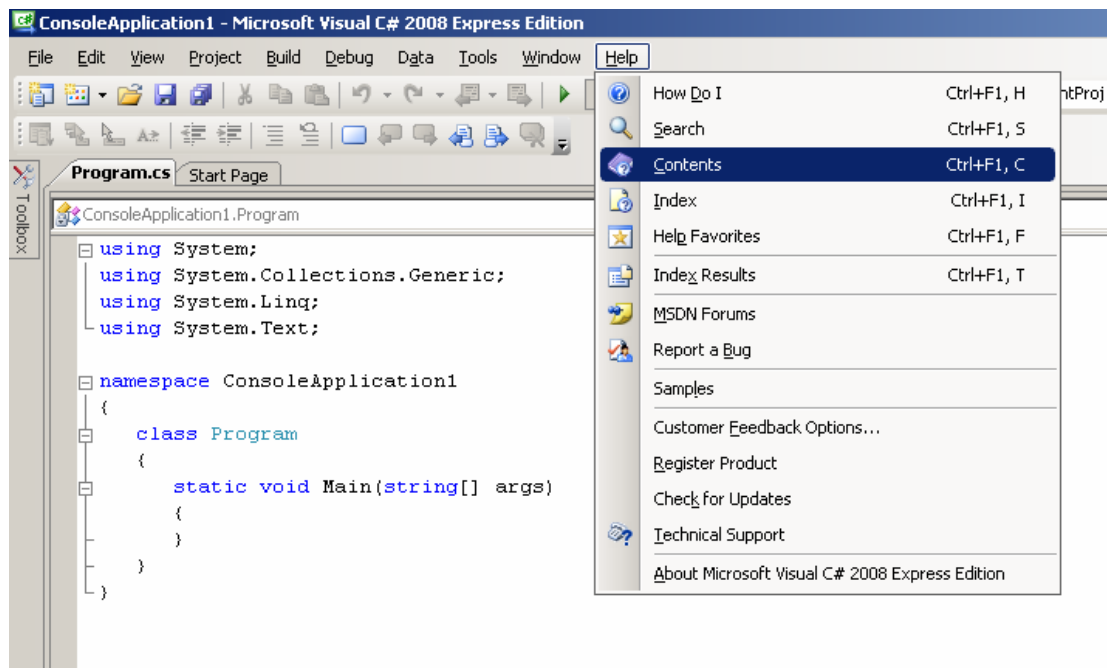 ConsoleApplication1 - Microsoft Visual C# 2008 Express Edition
File Edit View Project Build Debug Data Tools Window Help
ntProj
Program.cs Start Page
Toolbox
ConsoleApplication1.Program
using System;
using System.Collections.Generic;
using System.Linq;
using System.Text;
namespace ConsoleApplication1
{
class Program
{
static void Main(string[] args)
{
}
}
}
How Do I Ctrl+F1, H
Search Ctrl+F1, S
Contents Ctrl+F1, C
Index Ctrl+F1, I
Help Favorites Ctrl+F1, F
Index Results Ctrl+F1, T
MSDN Forums
Report a Bug
Samples
Customer Feedback Options...
Register Product
Check for Updates
Technical Support
About Microsoft Visual C# 2008 Express Edition